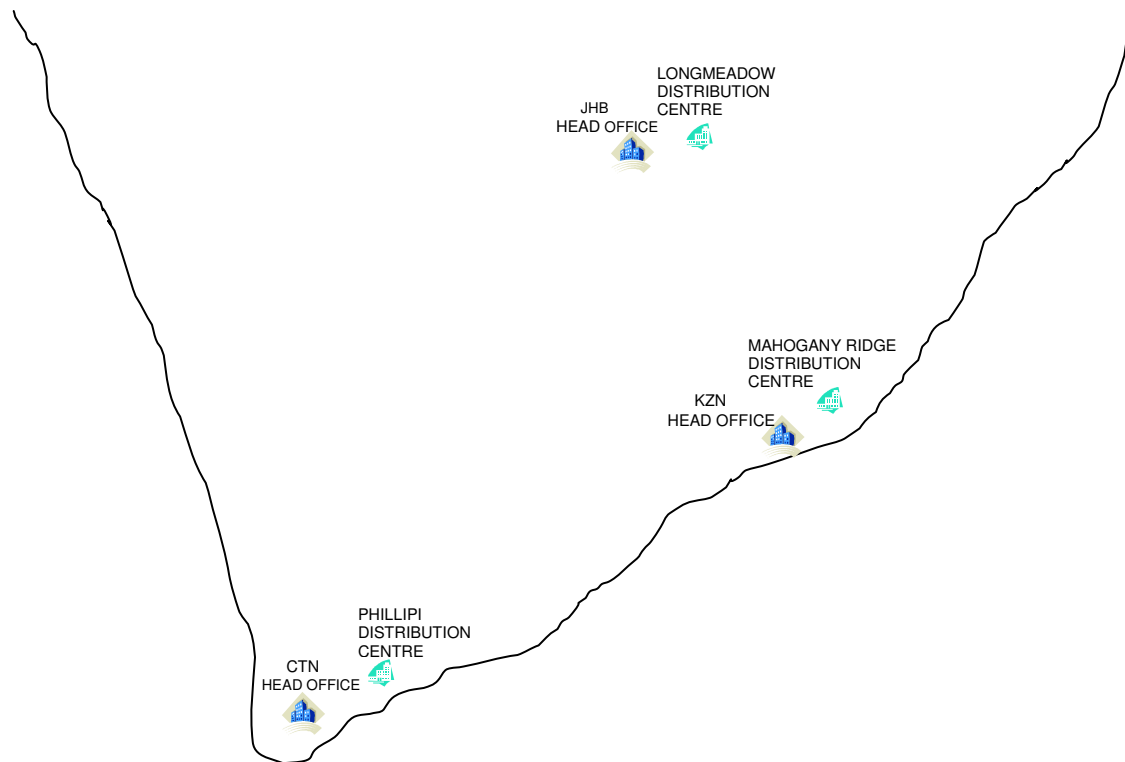 LONGMEADOW
DISTRIBUTION
CENTRE
JHB
HEAD OFFICE
MAHOGANY RIDGE
DISTRIBUTION
CENTRE
KZN
HEAD OFFICE
PHILLIPI
DISTRIBUTION
CENTRE
CTN
HEAD OFFICE